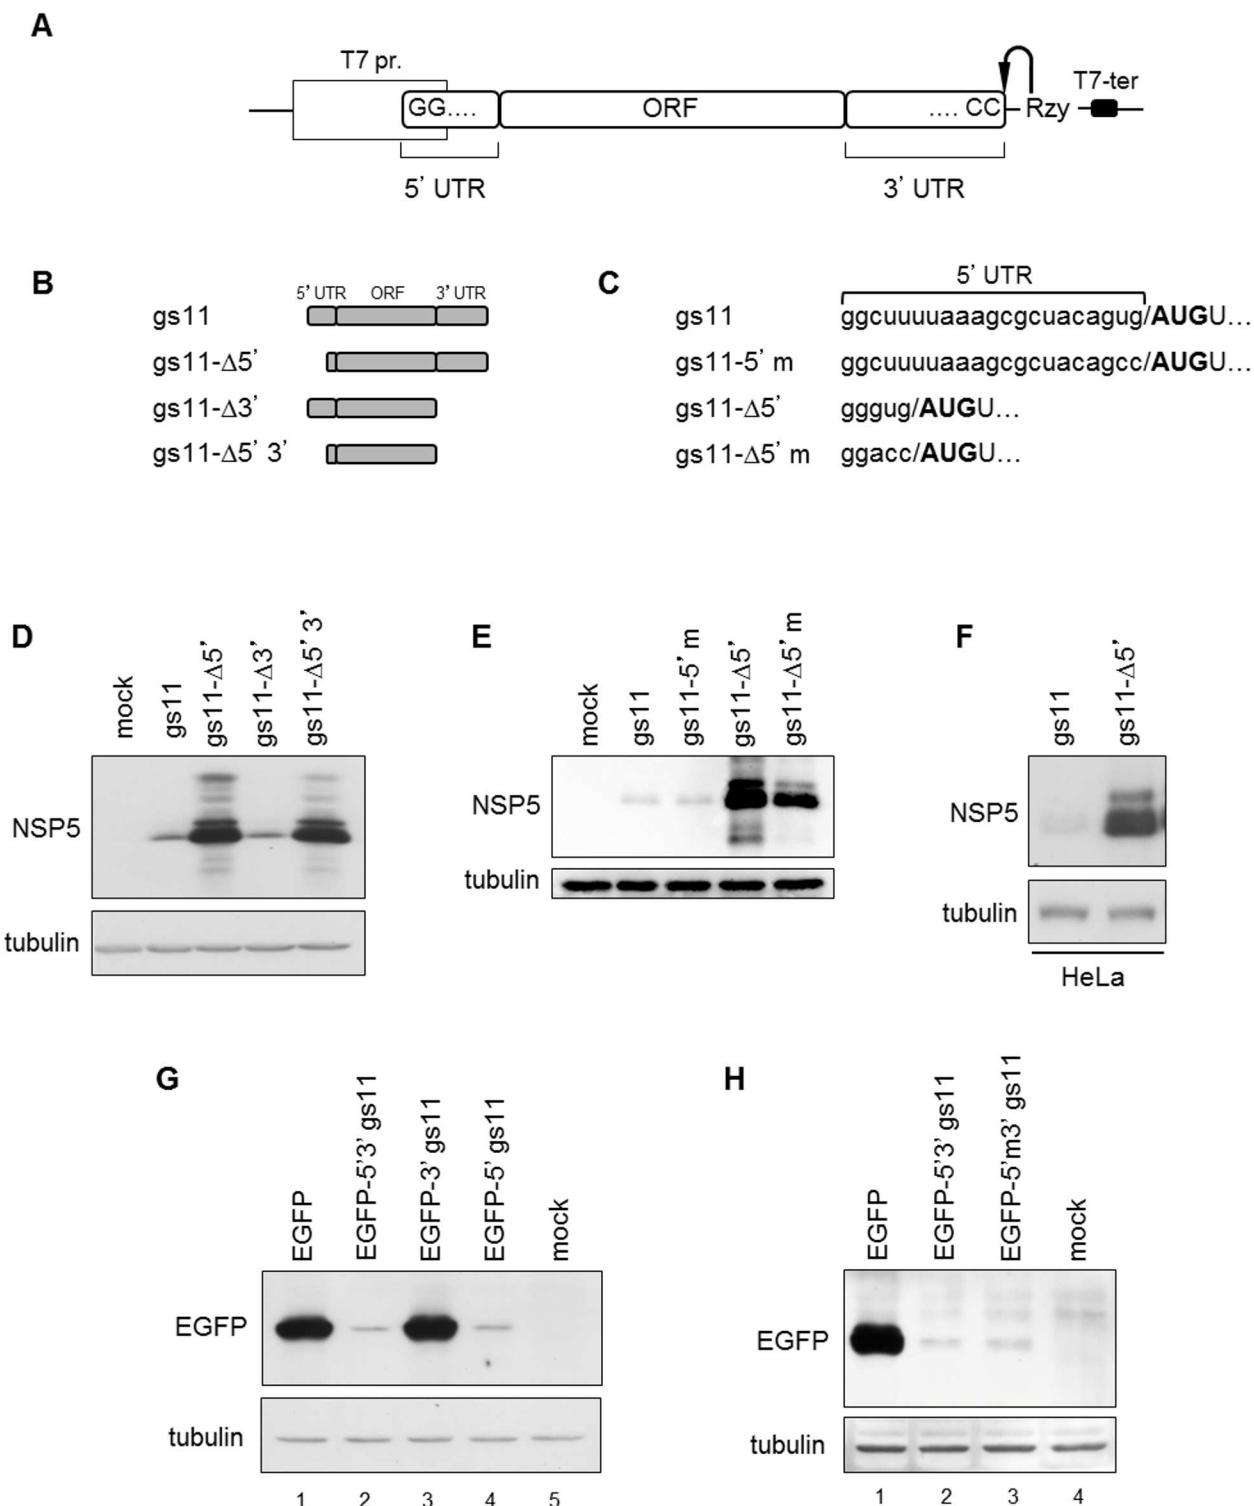 A
T7 pr.
GG.... ORF .... CC Rzy T7-ter
5' UTR 3' UTR
B
5' UTR ORF 3' UTR
gs11
gs11-Δ5'
gs11-Δ3'
gs11-Δ5' 3'
C
5' UTR
gs11 ggcuuuuaaagcgcuacagug/AUGU...
gs11-5' m ggcuuuuaaagcgcuacagcc/AUGU...
gs11-Δ5' gggug/AUGU...
gs11-Δ5' m ggacc/AUGU...
D
mock gs11 gs11-Δ5' gs11-Δ3' gs11-Δ5' 3'
NSP5
tubulin
E
mock gs11 gs11-5' m gs11-Δ5' gs11-Δ5' m
NSP5
tubulin
F
gs11 gs11-Δ5'
NSP5
tubulin
HeLa
G
EGFP EGFP-5'3' gs11 EGFP-3' gs11 EGFP-5' gs11 mock
EGFP
tubulin
1 2 3 4 5
H
EGFP EGFP-5'3' gs11 EGFP-5'm3' gs11 mock
EGFP
tubulin
1 2 3 4